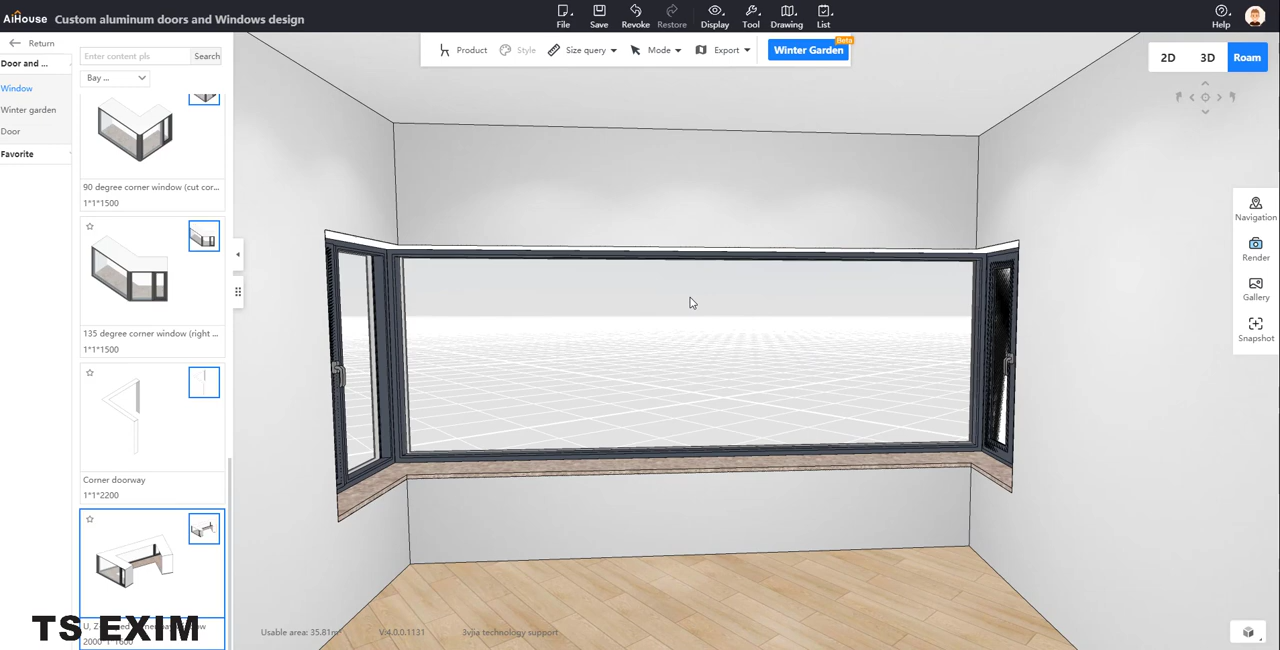 AiHouse Custom aluminum doors and Windows design
File Save Revoke Restore Display Tool Drawing List Help
Return
Door and ...
Window
Winter garden
Door
Favorite
Enter content pls Search
Bay ...
90 degree corner window (cut cor...
1*1*1500
135 degree corner window (right ...
1*1*1500
Corner doorway
1*1*2200
Product Style Size query Mode Export Winter Garden Beta
2D 3D Roam
Navigation
Render
Gallery
Snapshot
Usable area: 35.81m² V:4.0.0.1131 3vjia technology support
TS EXIM